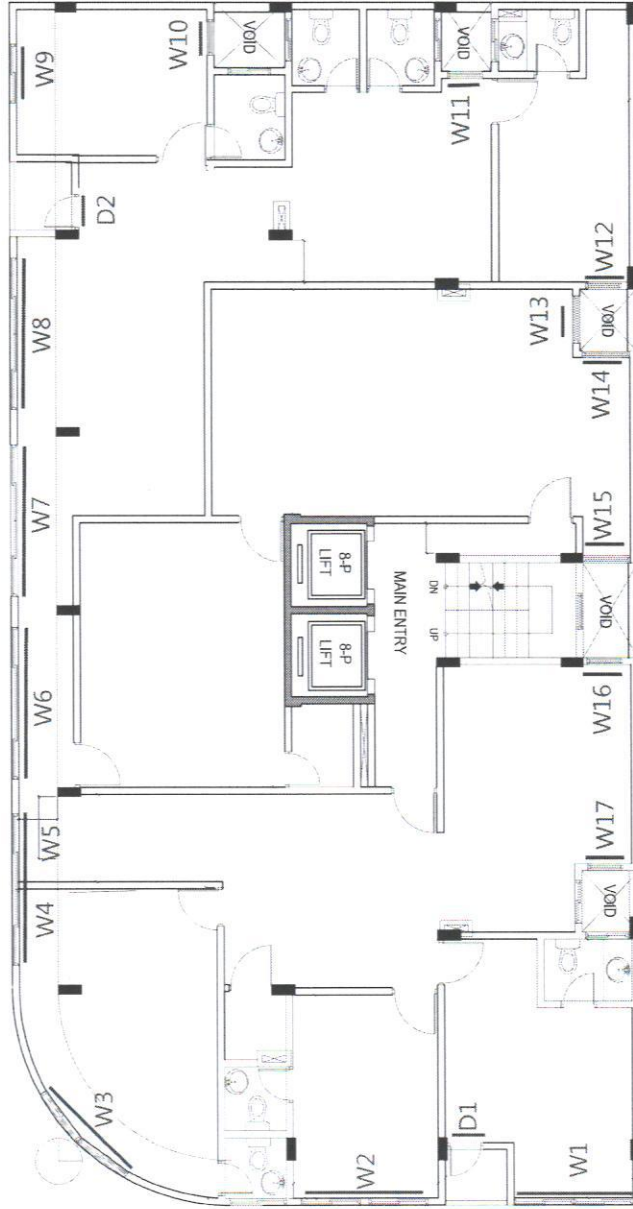 W9
W10
VOID
VOID
W11
D2
W12
W8
W13
VOID
W14
W7
W15
8-P
LIFT
MAIN ENTRY
DN
UP
VOID
8-P
LIFT
W6
W16
W5
W17
W4
VOID
W3
D1
W2
W1